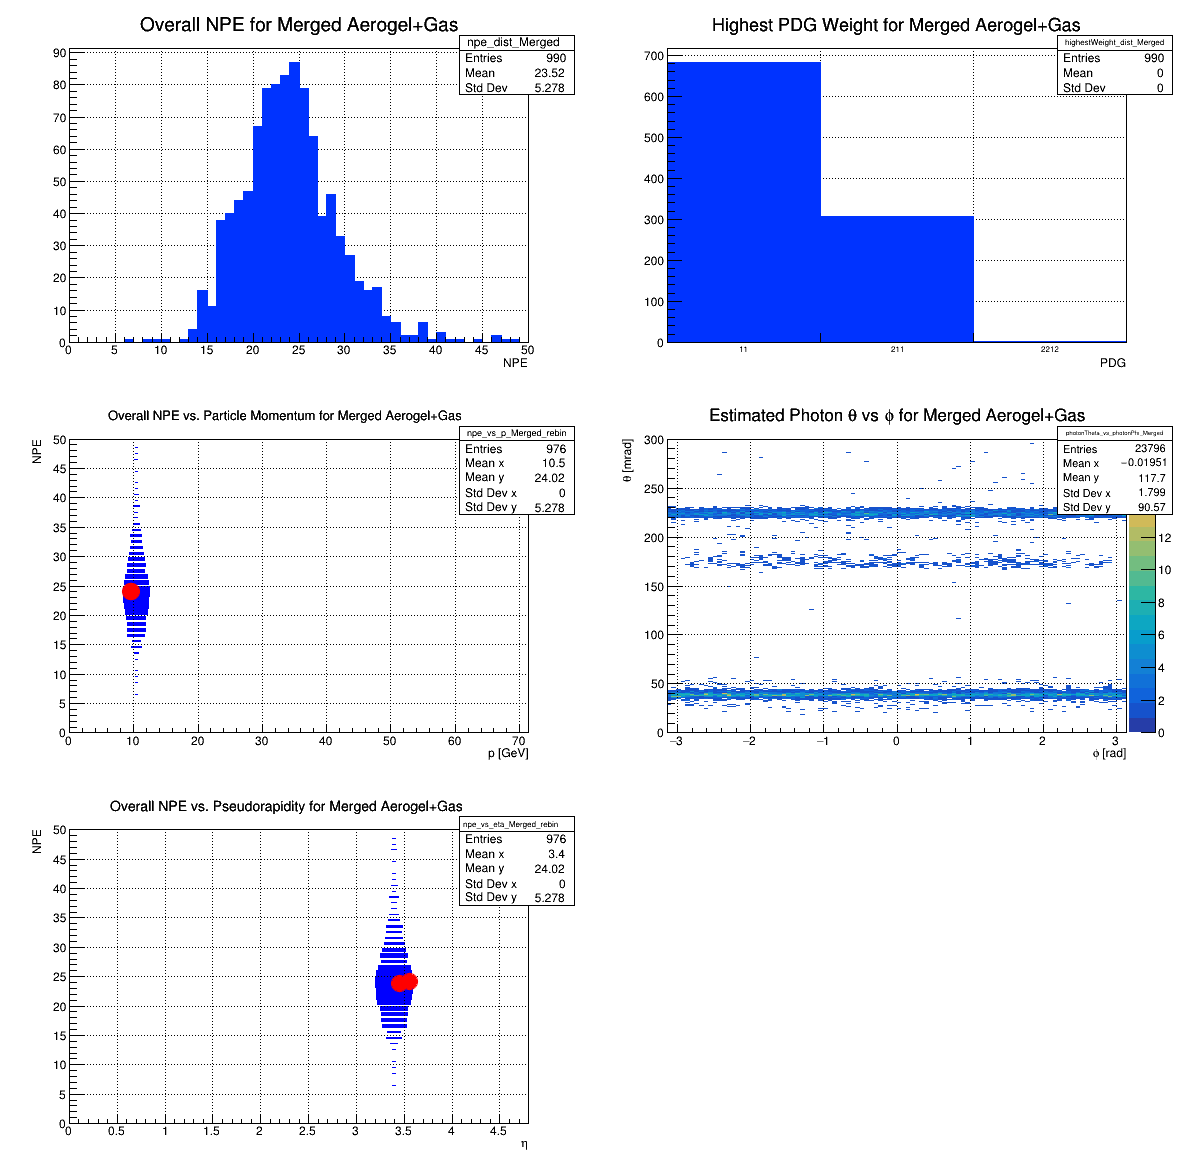 Overall NPE for Merged Aerogel+Gas
npe_dist_Merged
Entries 990
Mean 23.52
Std Dev 5.278
90
80
70
60
50
40
30
20
10
0
0 5 10 15 20 25 30 35 40 45 50
NPE
Highest PDG Weight for Merged Aerogel+Gas
highestWeight_dist_Merged
Entries 990
Mean 0
Std Dev 0
700
600
500
400
300
200
100
0
11 211 2212
PDG
Overall NPE vs. Particle Momentum for Merged Aerogel+Gas
npe_vs_p_Merged_rebin
Entries 976
Mean x 10.5
Mean y 24.02
Std Dev x 0
Std Dev y 5.278
NPE
50
45
40
35
30
25
20
15
10
5
0
0 10 20 30 40 50 60 70
p [GeV]
Estimated Photon θ vs ϕ for Merged Aerogel+Gas
photonTheta_vs_photonPhi_Merged
Entries 23796
Mean x −0.01951
Mean y 117.7
Std Dev x 1.799
Std Dev y 90.57
θ [mrad]
300
250
200
150
100
50
0
−3 −2 −1 0 1 2 3
ϕ [rad]
12
10
8
6
4
2
0
Overall NPE vs. Pseudorapidity for Merged Aerogel+Gas
npe_vs_eta_Merged_rebin
Entries 976
Mean x 3.4
Mean y 24.02
Std Dev x 0
Std Dev y 5.278
NPE
50
45
40
35
30
25
20
15
10
5
0
0 0.5 1 1.5 2 2.5 3 3.5 4 4.5
η